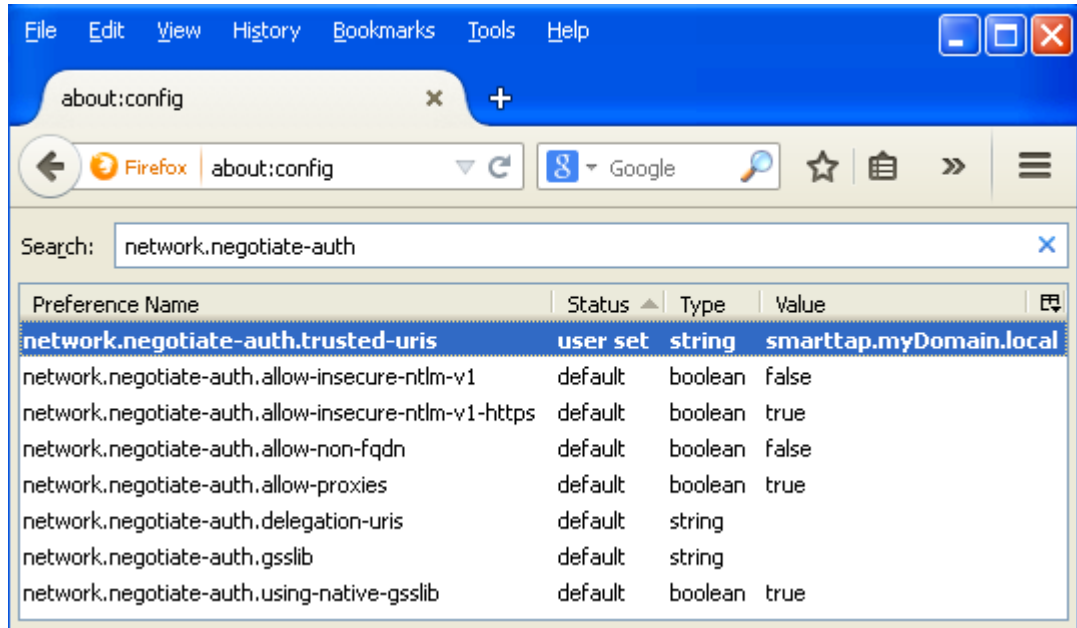 File Edit View History Bookmarks Tools Help
about:config
Firefox about:config Google
Search: network.negotiate-auth
Preference Name Status Type Value
network.negotiate-auth.trusted-uris user set string smarttap.myDomain.local
network.negotiate-auth.allow-insecure-ntlm-v1 default boolean false
network.negotiate-auth.allow-insecure-ntlm-v1-https default boolean true
network.negotiate-auth.allow-non-fqdn default boolean false
network.negotiate-auth.allow-proxies default boolean true
network.negotiate-auth.delegation-uris default string
network.negotiate-auth.gsslib default string
network.negotiate-auth.using-native-gsslib default boolean true